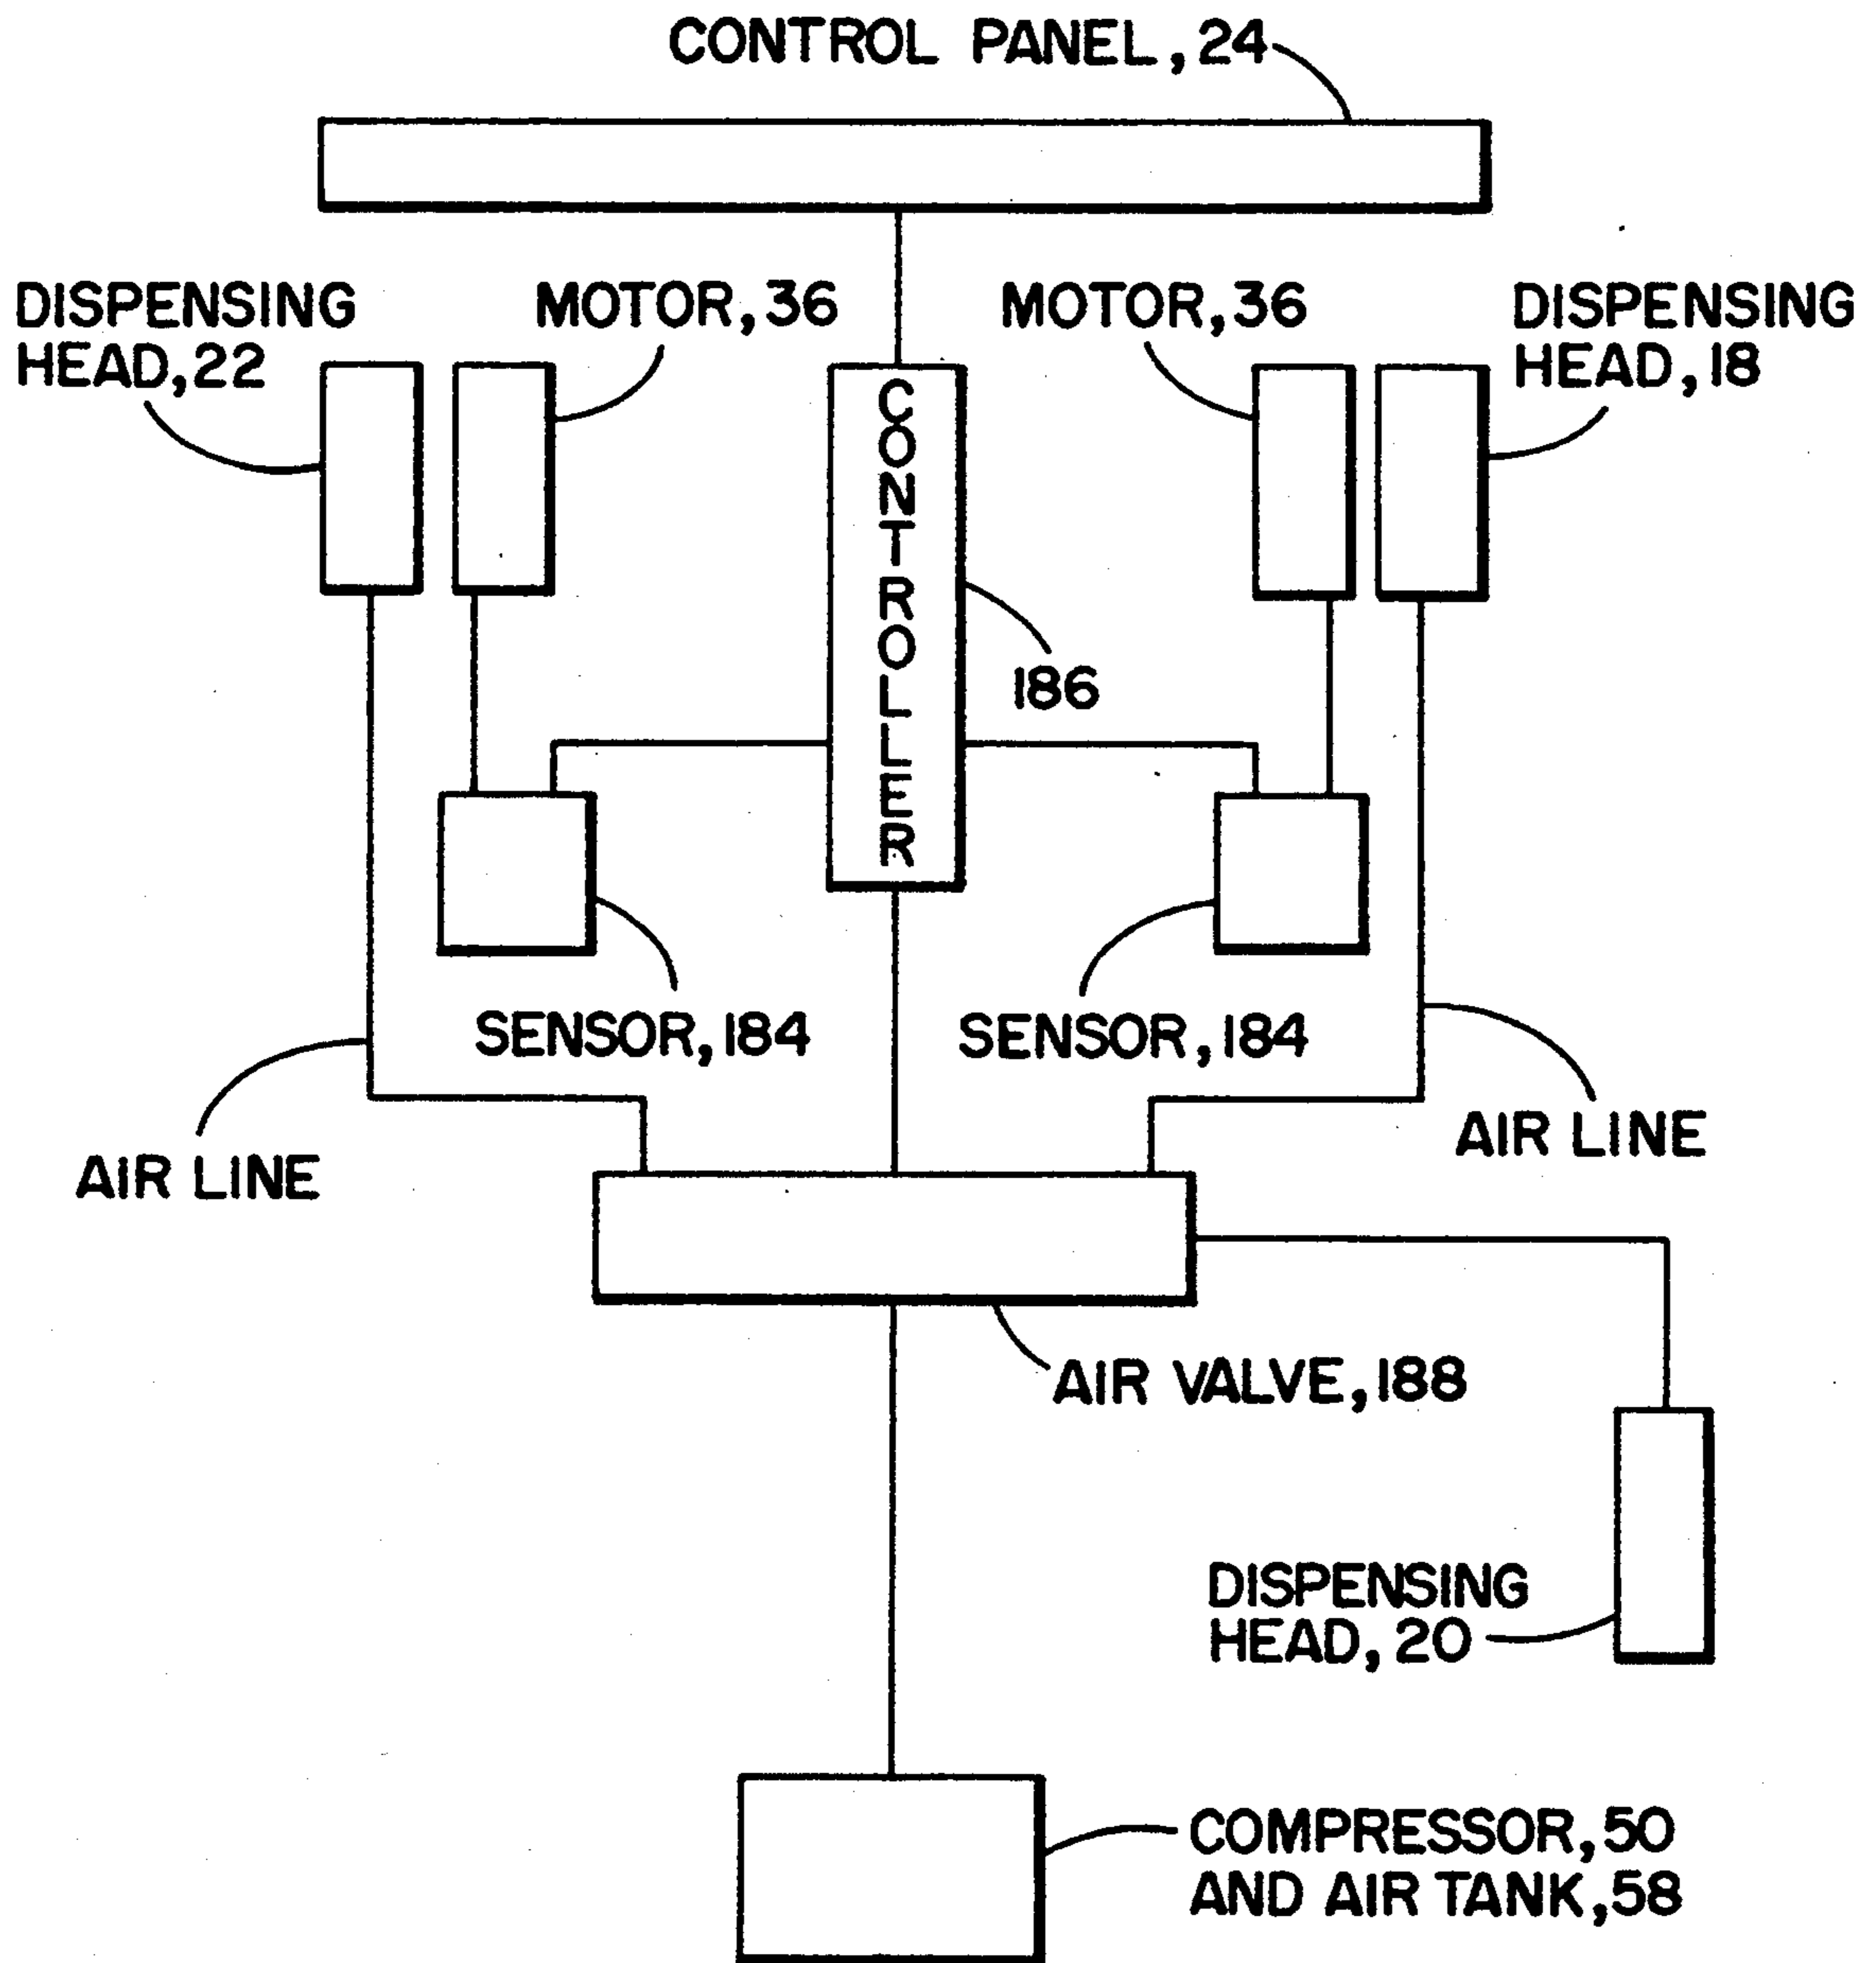 CONTROL PANEL, 24
DISPENSING
HEAD, 22
MOTOR, 36
MOTOR, 36
DISPENSING
HEAD, 18
CONTROLLER
186
SENSOR, 184
SENSOR, 184
AIR LINE
AIR LINE
AIR VALVE, 188
DISPENSING
HEAD, 20
COMPRESSOR, 50
AND AIR TANK, 58